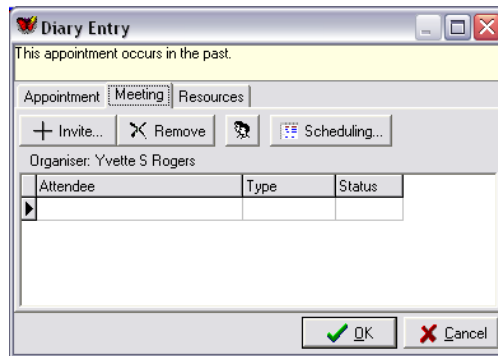 Diary Entry
This appointment occurs in the past.
Appointment Meeting Resources
Invite... Remove Scheduling...
Organiser: Yvette S Rogers
Attendee Type Status
OK Cancel